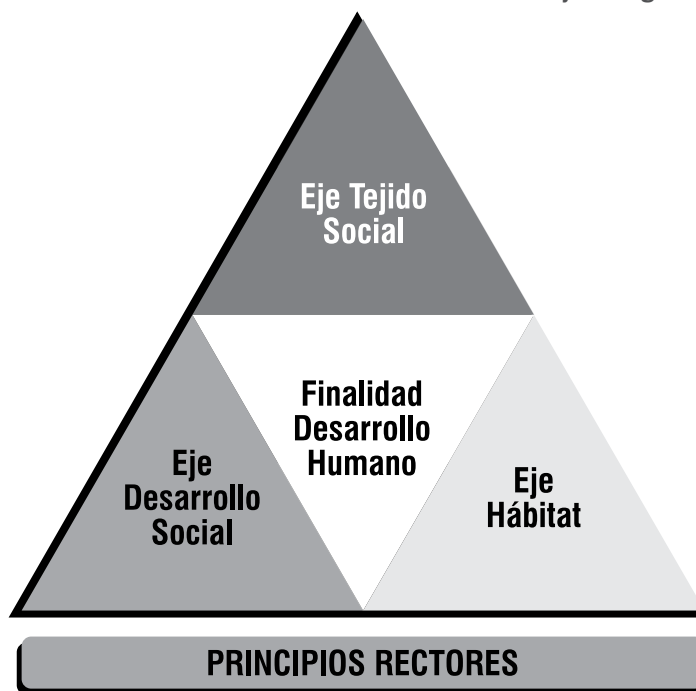 Eje Tejido
Social
Finalidad
Desarrollo
Humano
Eje
Desarrollo
Social
Eje
Hábitat
PRINCIPIOS RECTORES